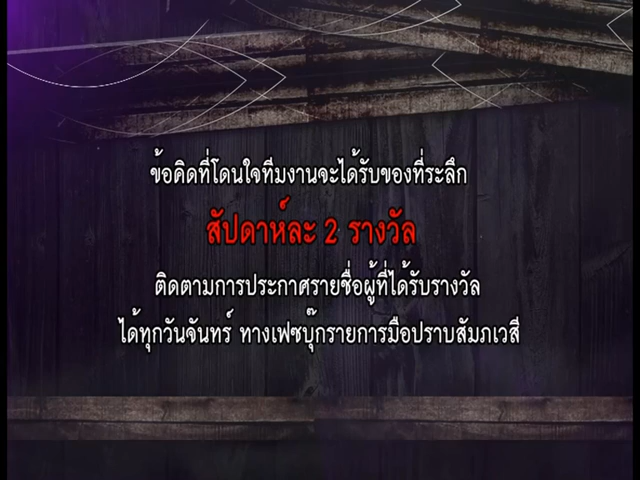 ข้อคิดที่โดนใจทีมงานจะได้รับของที่ระลึก
สัปดาห์ละ 2 รางวัล
ติดตามการประกาศรายชื่อผู้ที่ได้รับรางวัล
ได้ทุกวันจันทร์ ทางเฟซบุ๊กรายการมือปราบสัมภเวสี